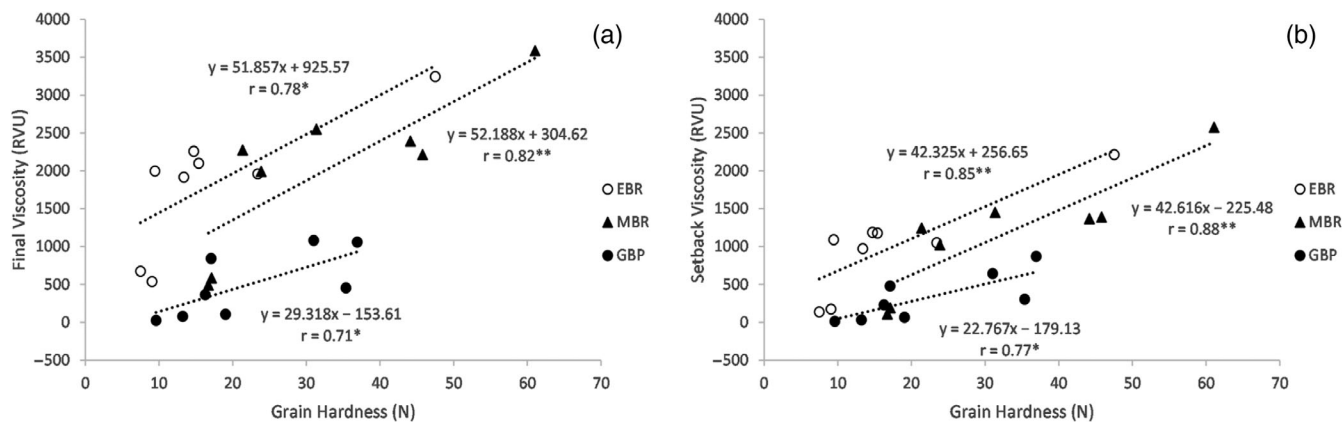 (a)
4000
3500
3000
2500
2000
1500
1000
500
0
−500
Final Viscosity (RVU)
y = 51.857x + 925.57
r = 0.78*
y = 52.188x + 304.62
r = 0.82**
y = 29.318x − 153.61
r = 0.71*
EBR
MBR
GBP
0 10 20 30 40 50 60 70
Grain Hardness (N)
(b)
4000
3500
3000
2500
2000
1500
1000
500
0
−500
Setback Viscosity (RVU)
y = 42.325x + 256.65
r = 0.85**
y = 42.616x − 225.48
r = 0.88**
y = 22.767x − 179.13
r = 0.77*
EBR
MBR
GBP
0 10 20 30 40 50 60 70
Grain Hardness (N)